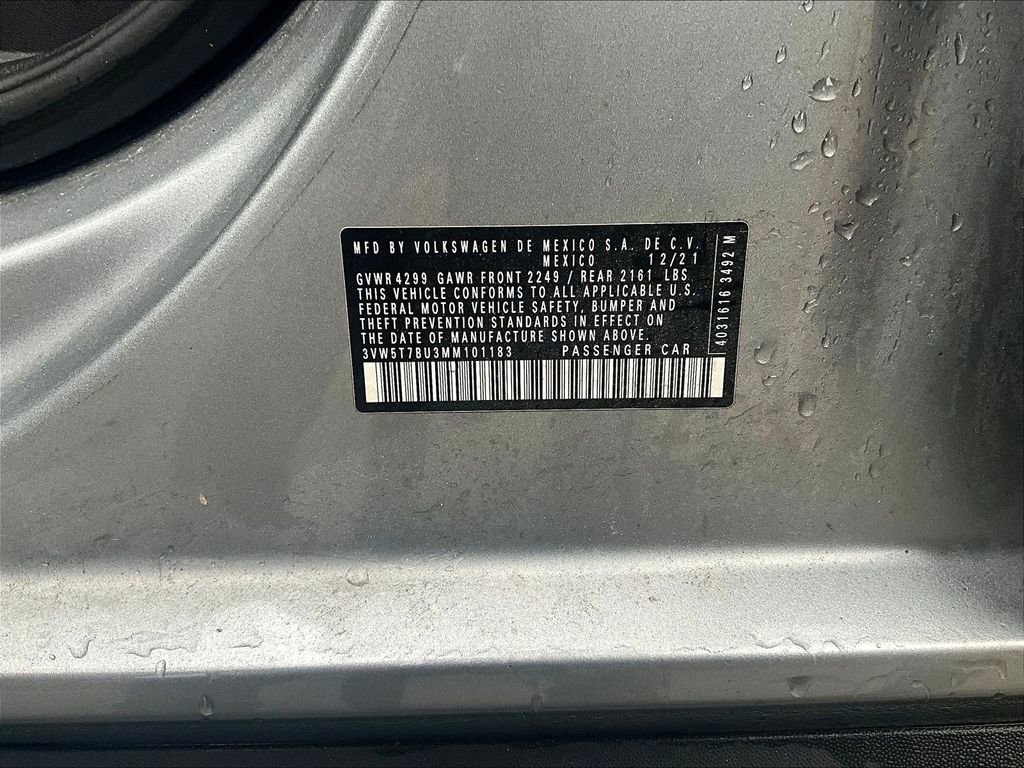 MFD BY VOLKSWAGEN DE MEXICO S.A. DE C.V.
MEXICO 12/21
GVWR 4299 GAWR FRONT 2249 / REAR 2161 LBS
THIS VEHICLE CONFORMS TO ALL APPLICABLE U.S.
FEDERAL MOTOR VEHICLE SAFETY, BUMPER AND
THEFT PREVENTION STANDARDS IN EFFECT ON
THE DATE OF MANUFACTURE SHOWN ABOVE.
3VW5T7BU3MM101183 PASSENGER CAR
4031616 3492 M